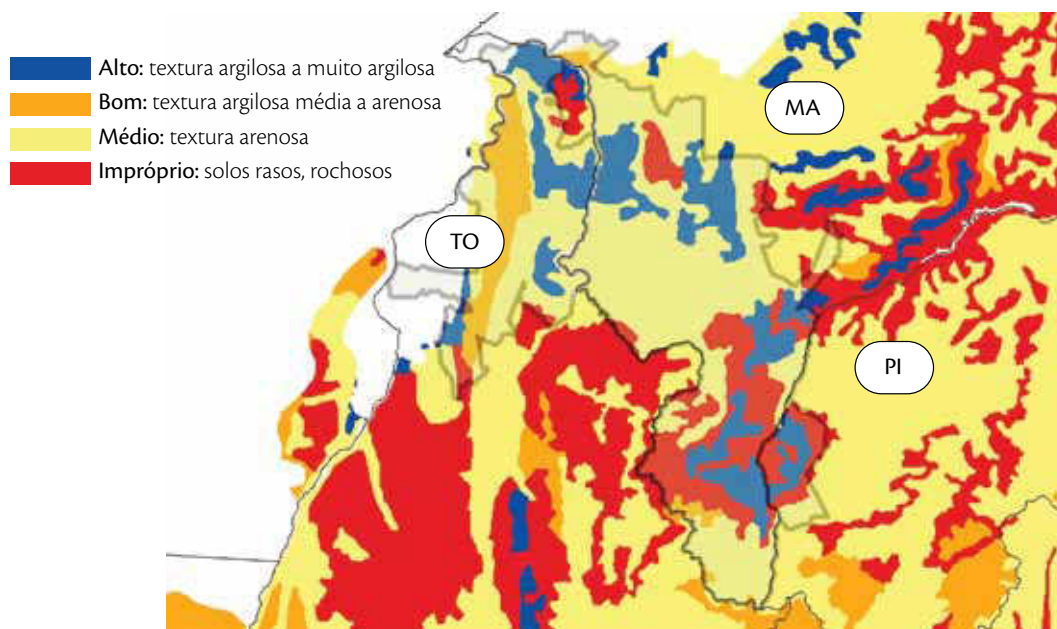 Alto: textura argilosa a muito argilosa
Bom: textura argilosa média a arenosa
Médio: textura arenosa
Impróprio: solos rasos, rochosos
MA
TO
PI